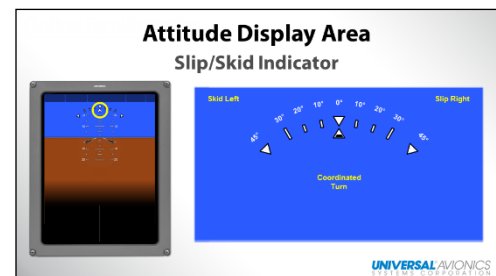 Attitude Display Area
Slip/Skid Indicator
Skid Left
Slip Right
45° 30° 20° 10° 0° 10° 20° 30° 45°
Coordinated
Turn
UNIVERSAL AVIONICS
SYSTEMS CORPORATION